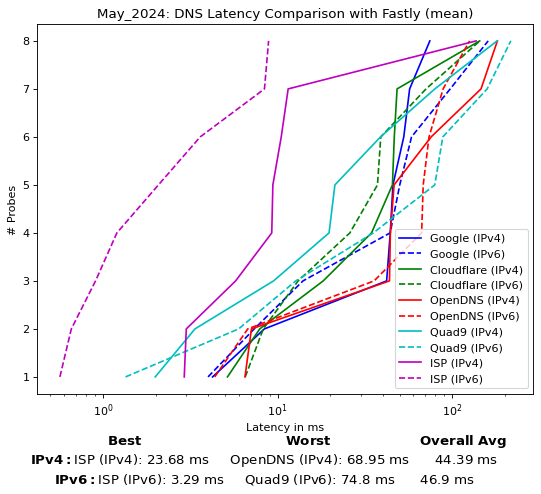 May_2024: DNS Latency Comparison with Fastly (mean)
# Probes
8
7
6
5
4
3
2
1
Google (IPv4)
Google (IPv6)
Cloudflare (IPv4)
Cloudflare (IPv6)
OpenDNS (IPv4)
OpenDNS (IPv6)
Quad9 (IPv4)
Quad9 (IPv6)
ISP (IPv4)
ISP (IPv6)
10⁰ 10¹ 10²
Latency in ms
Best Worst Overall Avg
IPv4: ISP (IPv4): 23.68 ms OpenDNS (IPv4): 68.95 ms 44.39 ms
IPv6: ISP (IPv6): 3.29 ms Quad9 (IPv6): 74.8 ms 46.9 ms